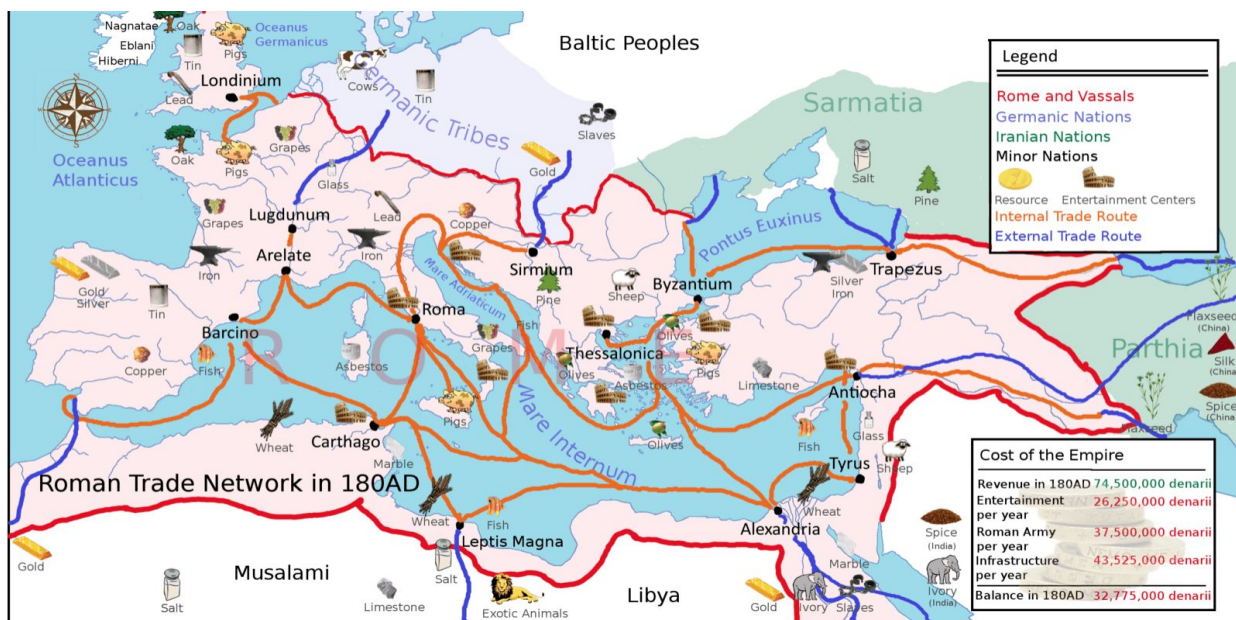 Nagnatae
Oak
Eblani
Hiberni
Tin
Pigs
Oceanus
Germanicus
Londinium
Lead
Oceanus
Atlanticus
Oak
Pigs
Grapes
Cows
Tin
Germanic Tribes
Baltic Peoples
Slaves
Gold
Sarmatia
Salt
Pine
Legend
Rome and Vassals
Germanic Nations
Iranian Nations
Minor Nations
Resource
Entertainment Centers
Internal Trade Route
External Trade Route
Glass
Grapes
Lugdunum
Lead
Copper
Iron
Iron
Arelate
Gold
Silver
Tin
Barcino
Copper
Fish
Asbestos
Roma
Mare Adriaticum
Sirmium
Pine
Sheep
Byzantium
Pontus Euxinus
Trapezus
Silver
Iron
Fish
Grapes
Thessalonica
Olives
Olives
Asbestos
Pigs
Limestone
ROME
Antiocha
Parthia
Flaxseed
(China)
Silk
(China)
Spice
(China)
Flaxseed
Wheat
Carthago
Pigs
Marble
Mare Internum
Olives
Fish
Glass
Sheep
Tyrus
Wheat
Alexandria
Roman Trade Network in 180AD
Wheat
Fish
Leptis Magna
Gold
Salt
Musalami
Limestone
Salt
Exotic Animals
Libya
Gold
Ivory
Slaves
Marble
Spice
(India)
Ivory
(India)
Cost of the Empire
Revenue in 180AD 74,500,000 denarii
Entertainment 26,250,000 denarii
per year
Roman Army 37,500,000 denarii
per year
Infrastructure 43,525,000 denarii
per year
Balance in 180AD 32,775,000 denarii